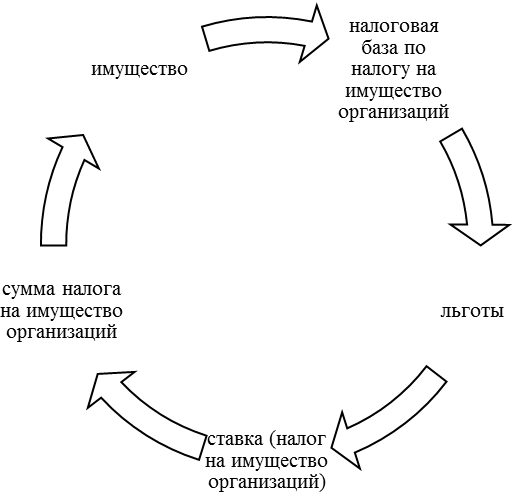 имущество
налоговая
база по
налогу на
имущество
организаций
льготы
ставка (налог
на имущество
организаций)
сумма налога
на имущество
организаций